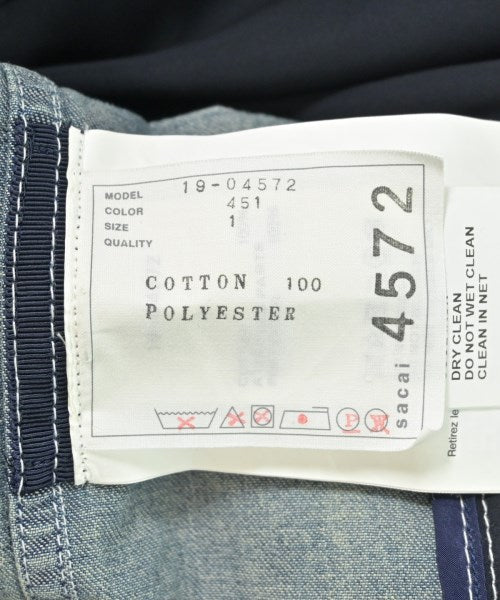 MODEL 19-04572
COLOR 451
SIZE 1
QUALITY
COTTON 100
POLYESTER
sacai 4572
DRY CLEAN
DO NOT WET CLEAN
CLEAN IN NET
Retirez le